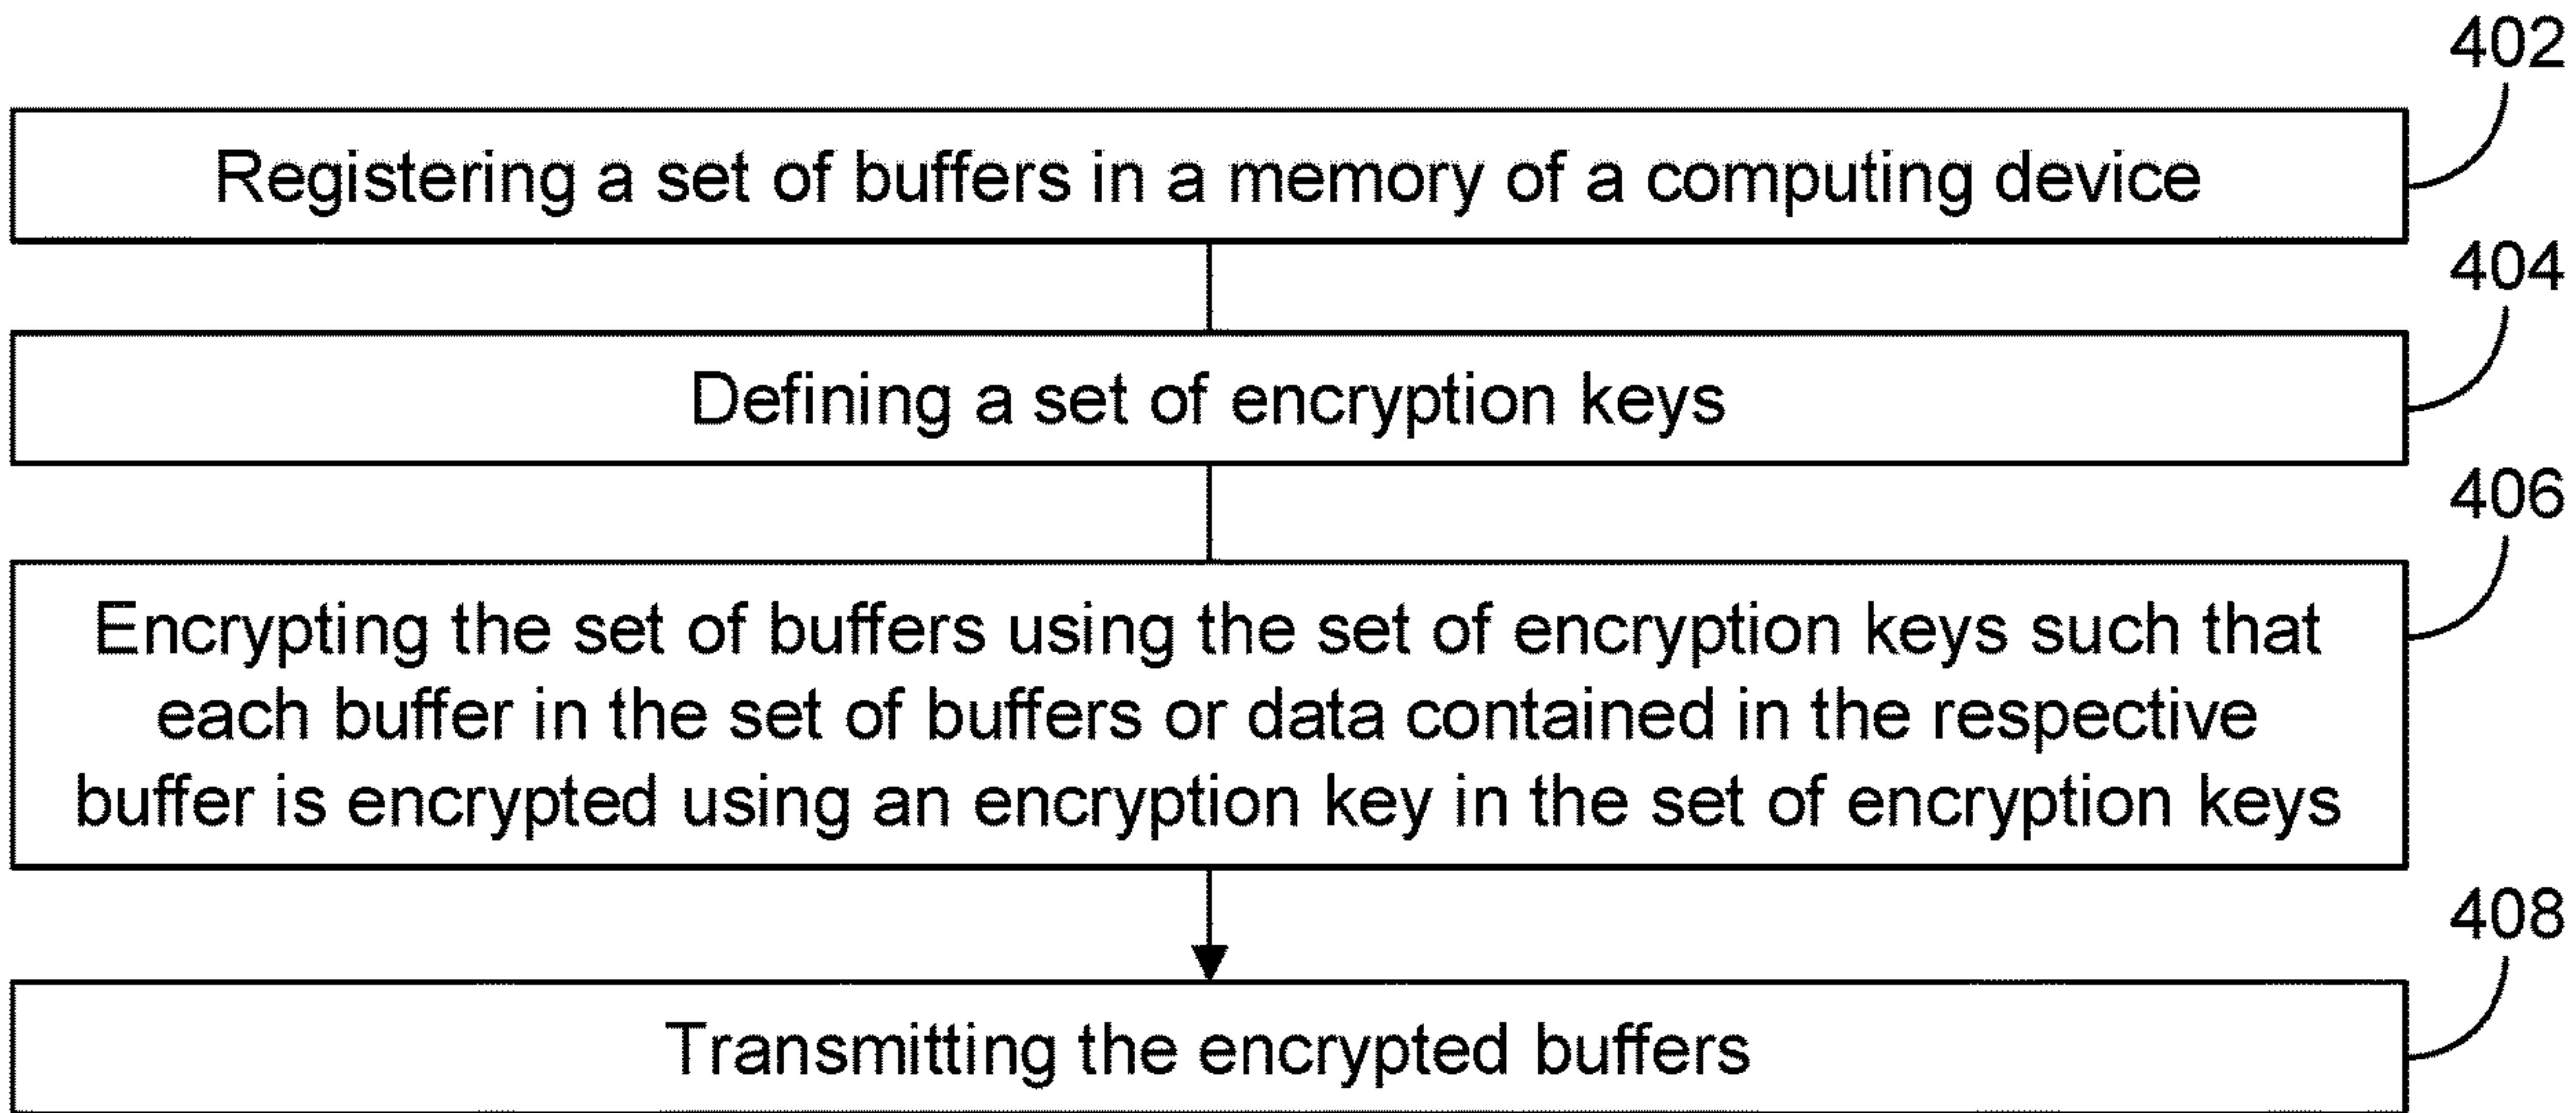 402
Registering a set of buffers in a memory of a computing device
404
Defining a set of encryption keys
406
Encrypting the set of buffers using the set of encryption keys such that
each buffer in the set of buffers or data contained in the respective
buffer is encrypted using an encryption key in the set of encryption keys
408
Transmitting the encrypted buffers